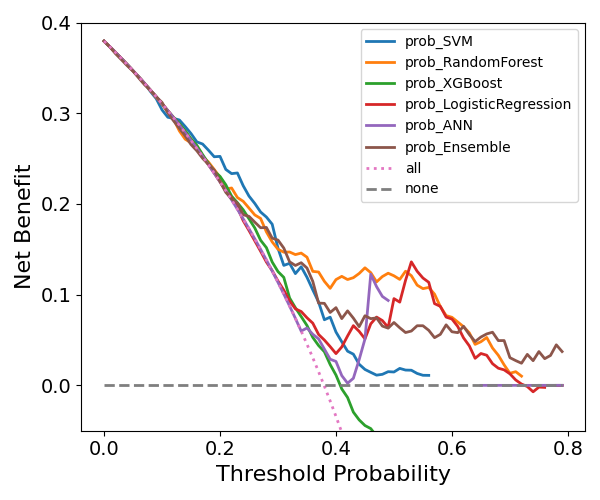 0.4
0.3
0.2
0.1
0.0
Net Benefit
prob_SVM
prob_RandomForest
prob_XGBoost
prob_LogisticRegression
prob_ANN
prob_Ensemble
all
none
0.0 0.2 0.4 0.6 0.8
Threshold Probability